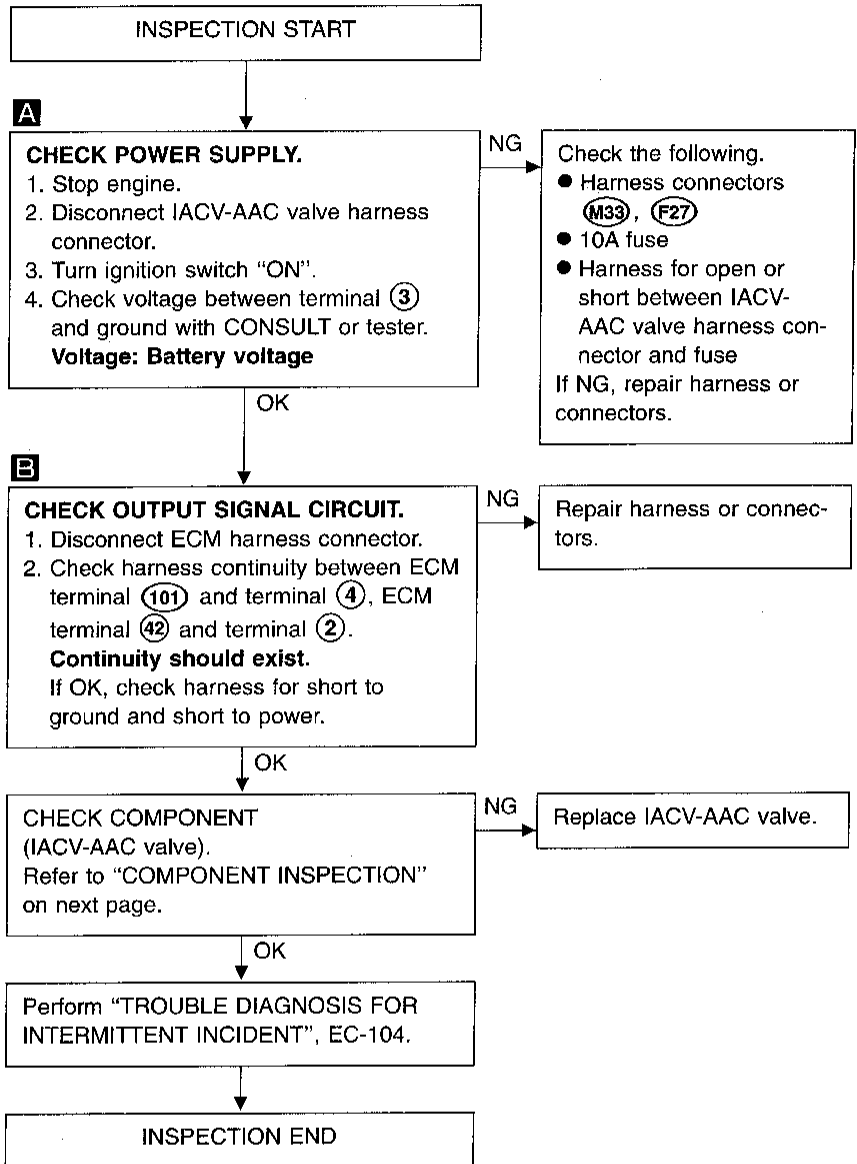 INSPECTION START
A
CHECK POWER SUPPLY.
1. Stop engine.
2. Disconnect IACV-AAC valve harness
connector.
3. Turn ignition switch “ON”.
4. Check voltage between terminal ③
and ground with CONSULT or tester.
Voltage: Battery voltage
NG
Check the following.
● Harness connectors
(M33), (F27)
● 10A fuse
● Harness for open or
short between IACV-
AAC valve harness con-
nector and fuse
If NG, repair harness or
connectors.
OK
B
CHECK OUTPUT SIGNAL CIRCUIT.
1. Disconnect ECM harness connector.
2. Check harness continuity between ECM
terminal (101) and terminal ④, ECM
terminal ㊷ and terminal ②.
Continuity should exist.
If OK, check harness for short to
ground and short to power.
NG
Repair harness or connec-
tors.
OK
CHECK COMPONENT
(IACV-AAC valve).
Refer to “COMPONENT INSPECTION”
on next page.
NG
Replace IACV-AAC valve.
OK
Perform “TROUBLE DIAGNOSIS FOR
INTERMITTENT INCIDENT”, EC-104.
INSPECTION END